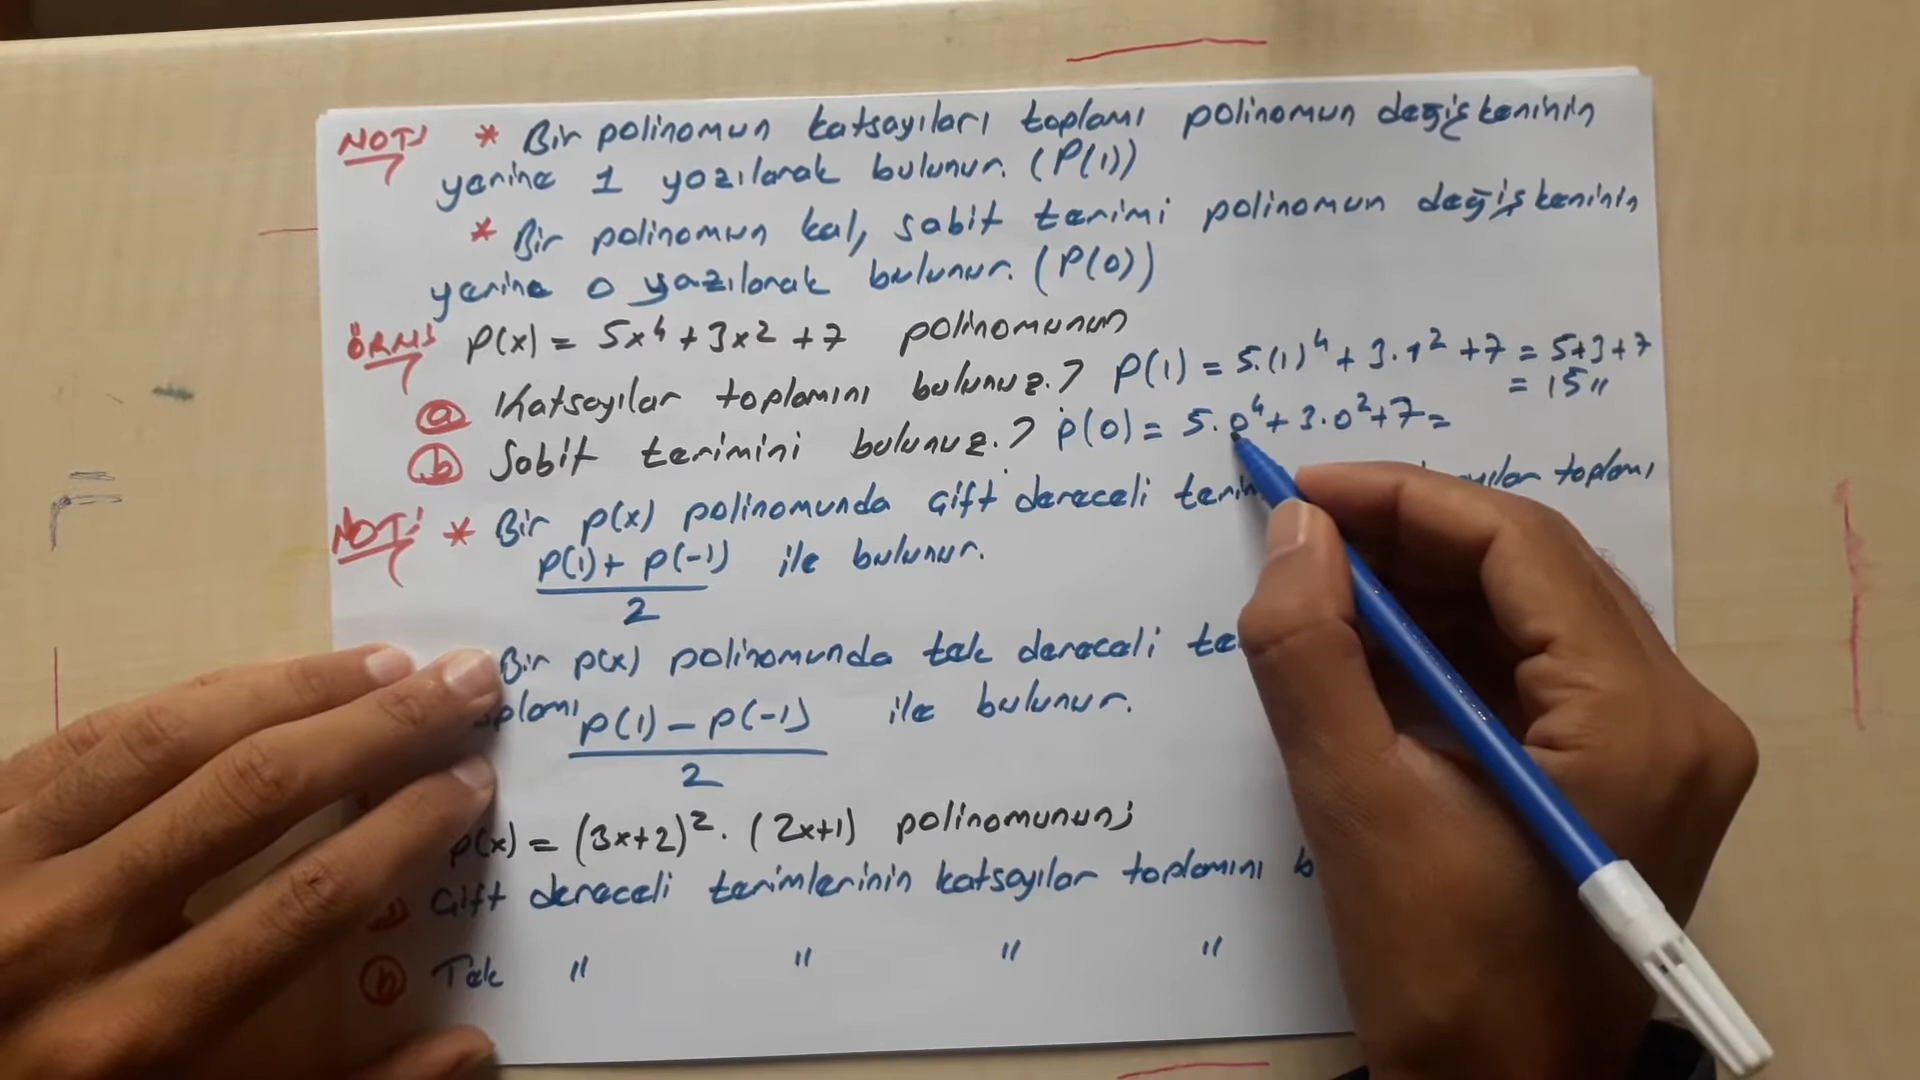 NOT: * Bir polinomun katsayıları toplamı polinomun değişkeninin
yerine 1 yazılarak bulunur. (P(1))
* Bir polinomun kal, sabit terimi polinomun değişkeninin
yerine 0 yazılarak bulunur. (P(0))
ÖRN: P(x) = 5x⁴ + 3x² + 7 polinomunun
a) Katsayılar toplamını bulunuz.? P(1) = 5.(1)⁴ + 3.1² + 7 = 5+3+7
= 15 //
b) Sabit terimini bulunuz.? P(0) = 5.0⁴ + 3.0² + 7 =
NOT: * Bir P(x) polinomunda Çift dereceli toplamı
P(1) + P(-1) / 2 ile bulunur.
Bir P(x) polinomunda tek dereceli
P(1) - P(-1) / 2 ile bulunur.
P(x) = (3x+2)² . (2x+1) polinomunun;
Çift dereceli terimlerinin katsayılar toplamını
b) Tek " " " "